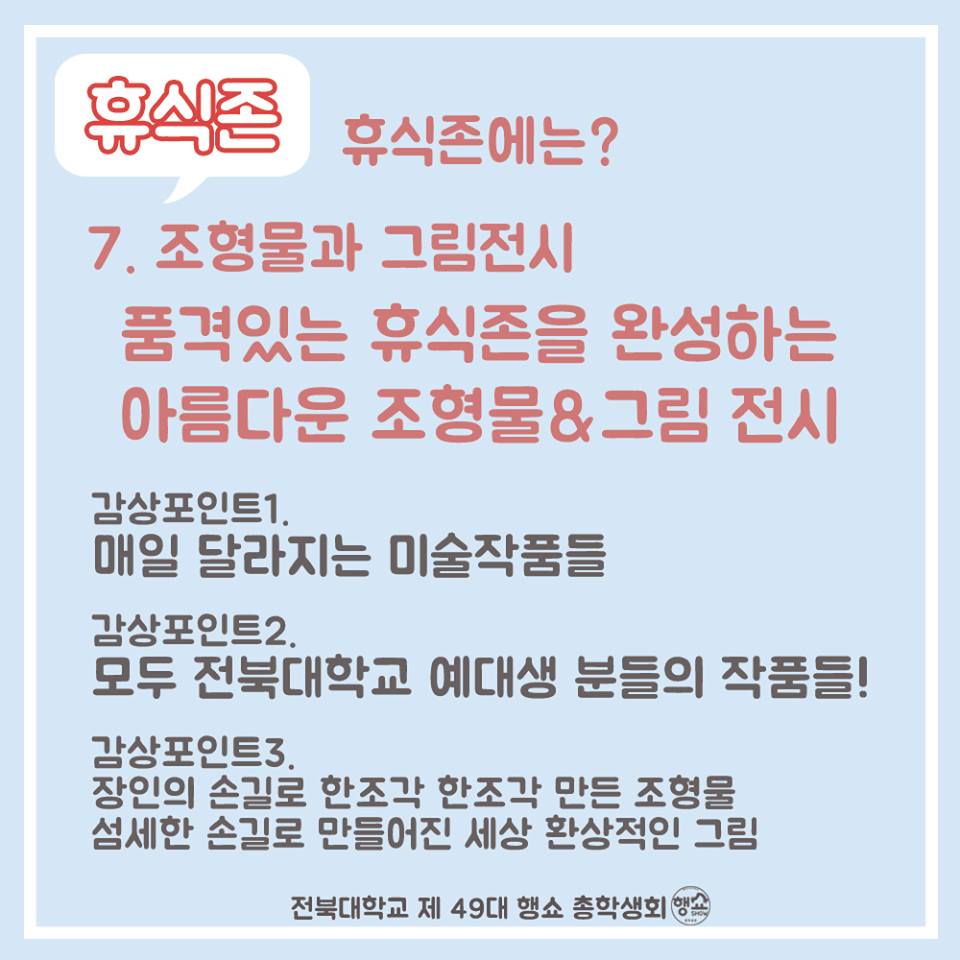 휴식존
휴식존에는?
7. 조형물과 그림전시
품격있는 휴식존을 완성하는
아름다운 조형물&그림 전시
감상포인트1.
매일 달라지는 미술작품들
감상포인트2.
모두 전북대학교 예대생 분들의 작품들!
감상포인트3.
장인의 손길로 한조각 한조각 만든 조형물
섬세한 손길로 만들어진 세상 환상적인 그림
전북대학교 제 49대 행쇼 총학생회
행쇼
SHOW